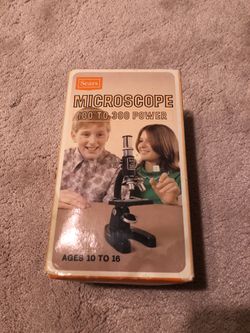 Sears
MICROSCOPE
100 TO 300 POWER
AGES 10 TO 16